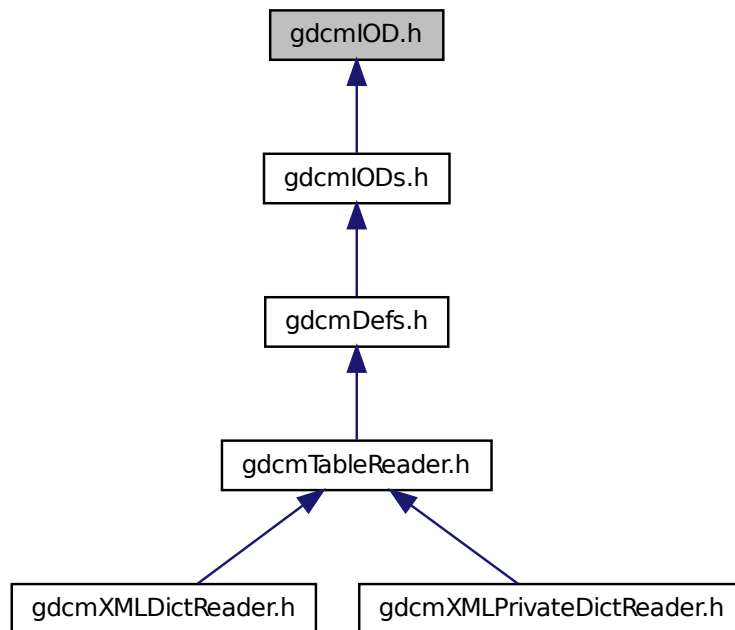 gdcmIOD.h
gdcmIODs.h
gdcmDefs.h
gdcmTableReader.h
gdcmXMLDictReader.h
gdcmXMLPrivateDictReader.h